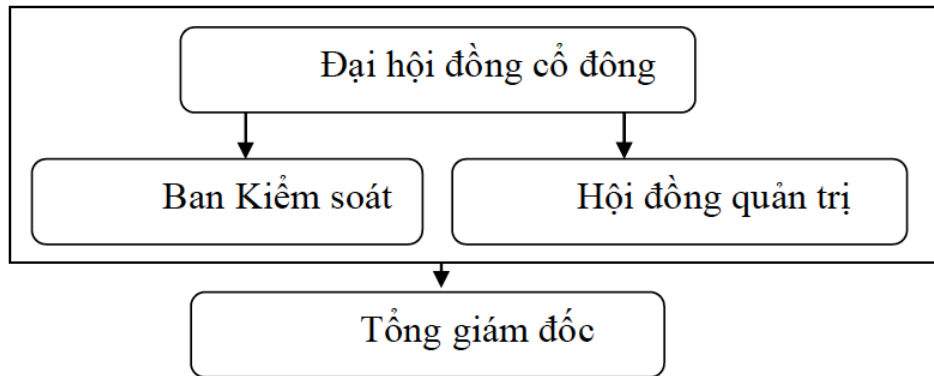 Đại hội đồng cổ đông
Ban Kiểm soát
Hội đồng quản trị
Tổng giám đốc